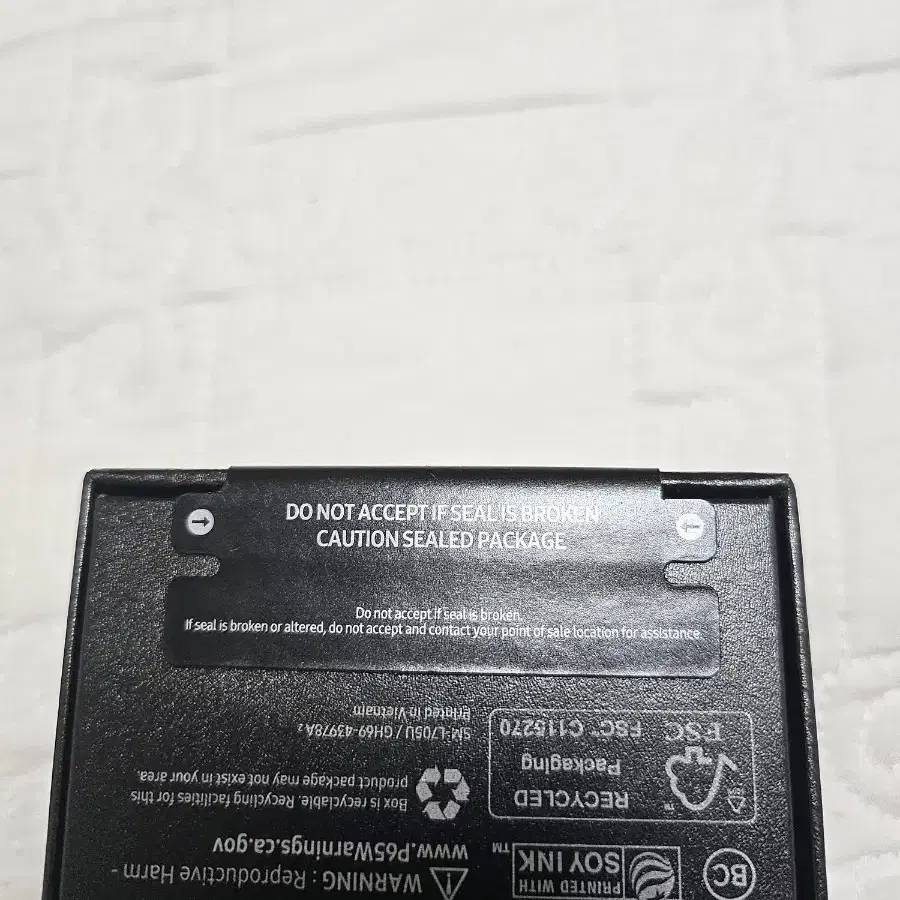 DO NOT ACCEPT IF SEAL IS BROKEN
CAUTION SEALED PACKAGE
Do not accept if seal is broken.
If seal is broken or altered, do not accept and contact your point of sale location for assistance.
WARNING : Reproductive Harm -
www.P65Warnings.ca.gov
Box is recyclable. Recycling facilities for this
product package may not exist in your area.
SM-L705U / GH69-43978A
Printed in Vietnam
BC
PRINTED WITH
SOY INK™
RECYCLED
Packaging
FSC
FSC™ C115270